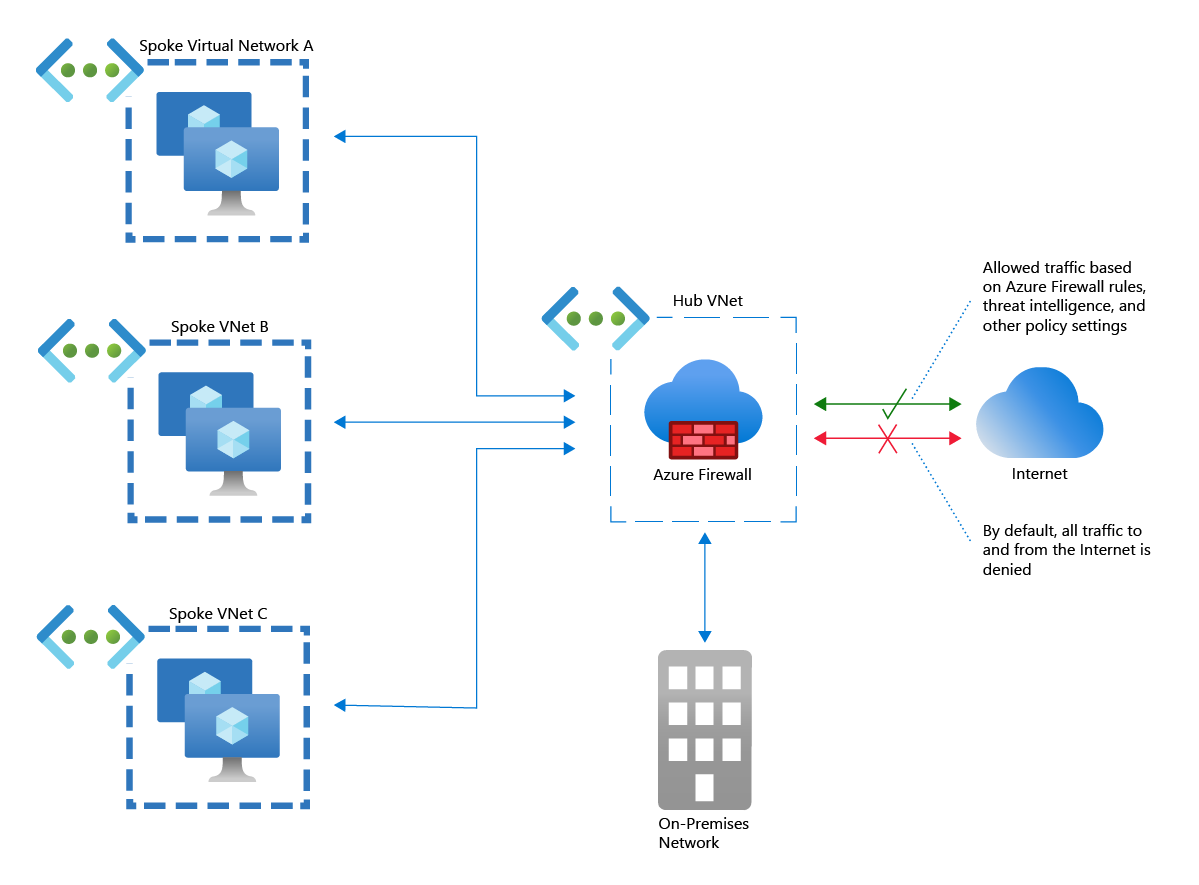 Spoke Virtual Network A
Spoke VNet B
Spoke VNet C
Hub VNet
Azure Firewall
Allowed traffic based
on Azure Firewall rules,
threat intelligence, and
other policy settings
Internet
By default, all traffic to
and from the Internet is
denied
On-Premises
Network